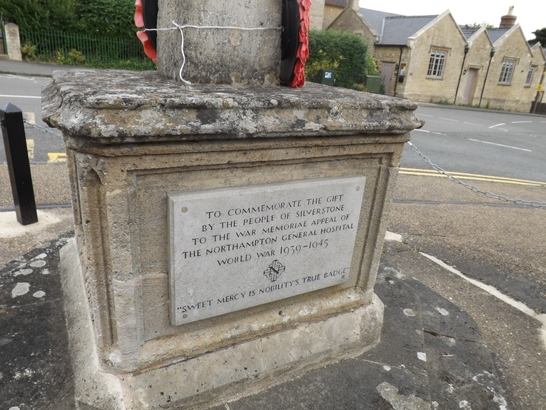 TO COMMEMORATE THE GIFT
BY THE PEOPLE OF SILVERSTONE
TO THE WAR MEMORIAL APPEAL OF
THE NORTHAMPTON GENERAL HOSPITAL
WORLD WAR 1939-1945
N
"SWEET MERCY IS NOBILITY'S TRUE BADGE"